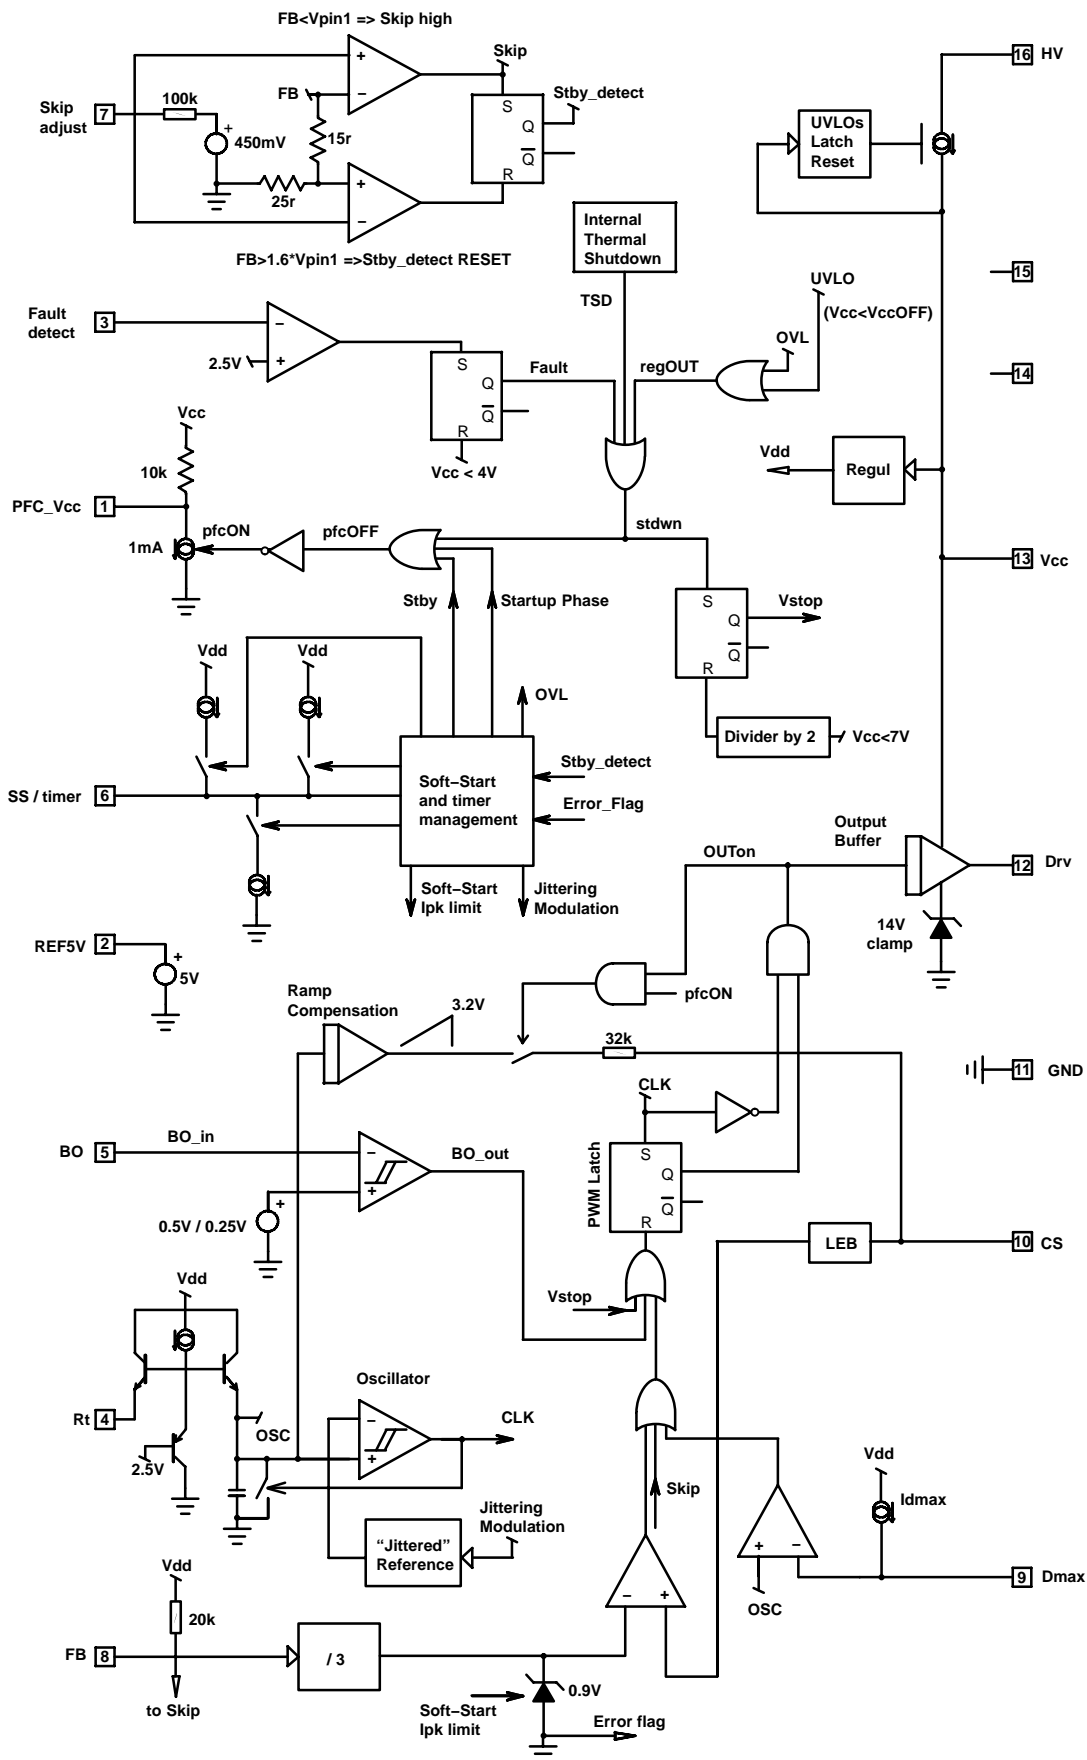 FB<Vpin1 => Skip high
Skip
16 HV
FB
Stby_detect
Skip
adjust
7
100k
+
−
S
Q
Q
R
UVLOs
Latch
Reset
+
450mV
15r
+
−
25r
FB>1.6*Vpin1 =>Stby_detect RESET
Internal
Thermal
Shutdown
15
TSD
UVLO
(Vcc<VccOFF)
Fault
detect
3
−
+
2.5V
S
Q
Q
R
Fault
regOUT
OVL
14
Vcc
Vcc < 4V
10k
Vdd
Regul
PFC_Vcc 1
pfcON
pfcOFF
stdwn
1mA
13 Vcc
Stby
Startup Phase
S
Q
Q
R
Vstop
Vdd
Vdd
OVL
Divider by 2
Vcc<7V
Stby_detect
SS / timer 6
Soft−Start
and timer
management
Error_Flag
Output
Buffer
OUTon
12 Drv
Soft−Start
Ipk limit
Jittering
Modulation
14V
clamp
REF5V 2
+
5V
pfcON
Ramp
Compensation
3.2V
32k
11 GND
CLK
BO 5
BO_in
−
+
BO_out
PWM Latch
S
Q
Q
R
+
0.5V / 0.25V
LEB
10 CS
Vdd
Vstop
Oscillator
Rt 4
OSC
−
+
CLK
2.5V
Vdd
Idmax
Skip
Jittering
Modulation
“Jittered”
Reference
+
−
9 Dmax
OSC
Vdd
−
+
20k
FB 8
/ 3
to Skip
Soft−Start
Ipk limit
0.9V
Error flag